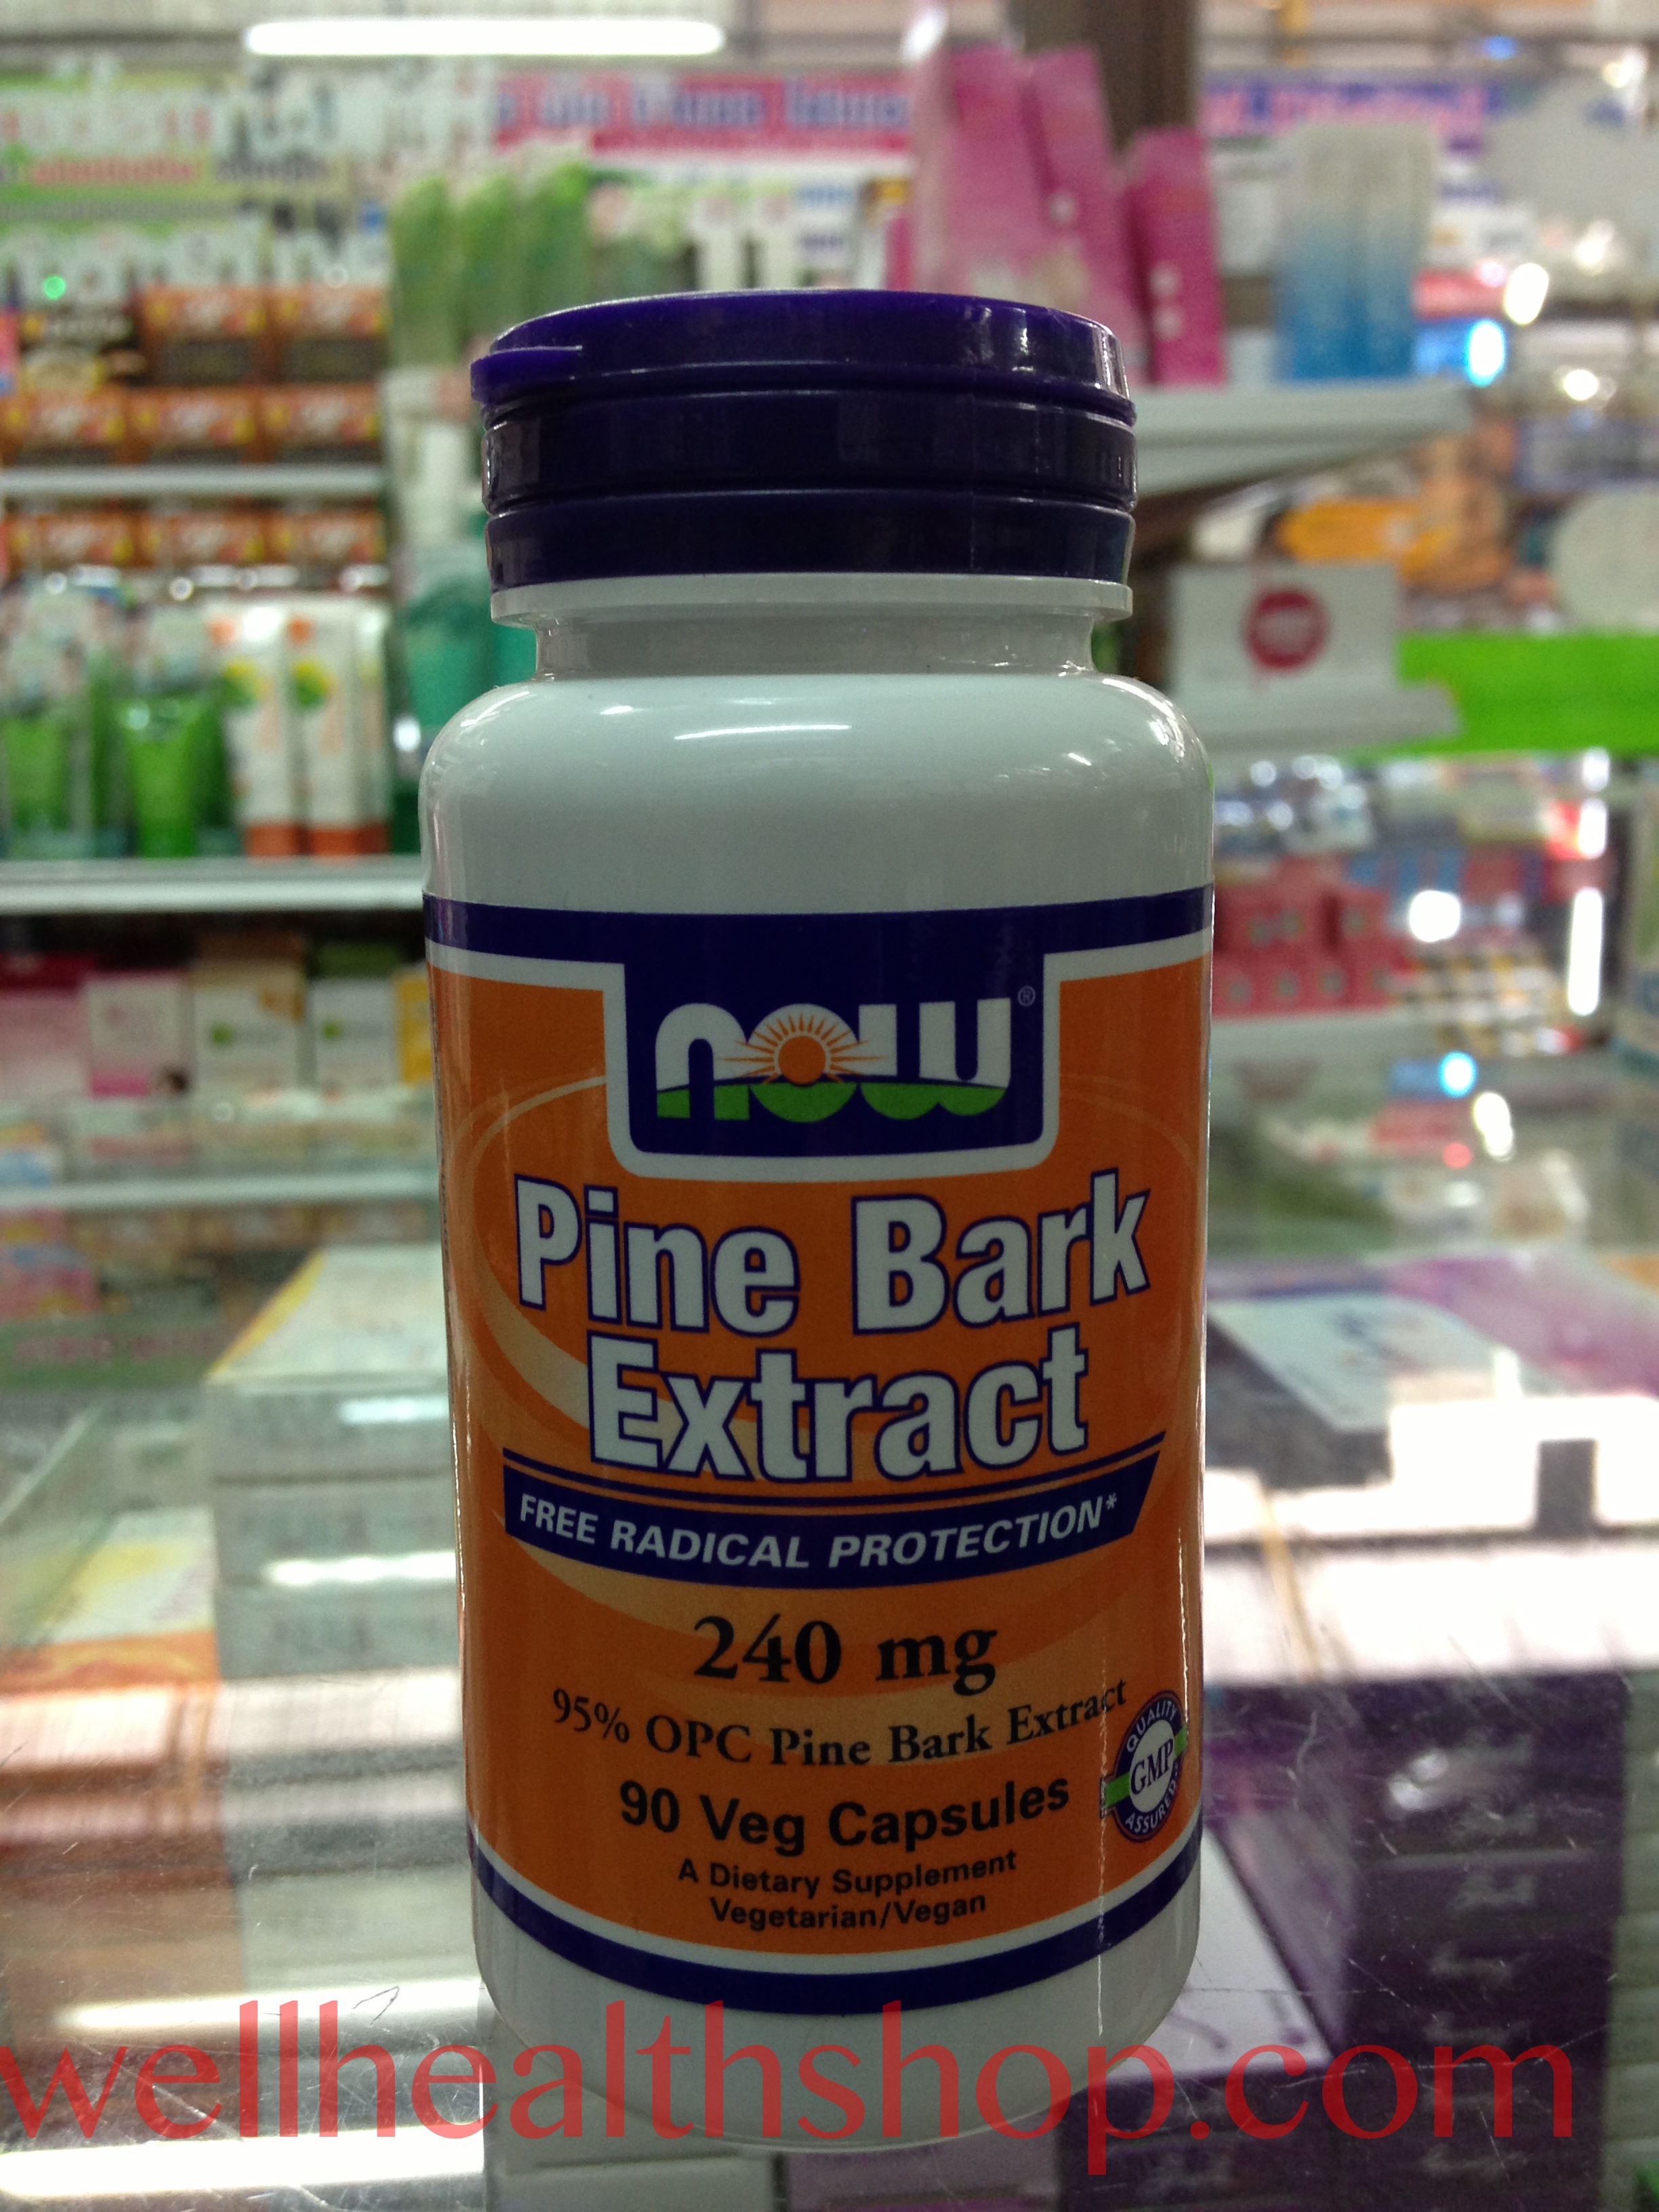 now®
Pine Bark
Extract
FREE RADICAL PROTECTION*
240 mg
95% OPC Pine Bark Extract
QUALITY
GMP
ASSURED
90 Veg Capsules
A Dietary Supplement
Vegetarian/Vegan
wellhealthshop.com